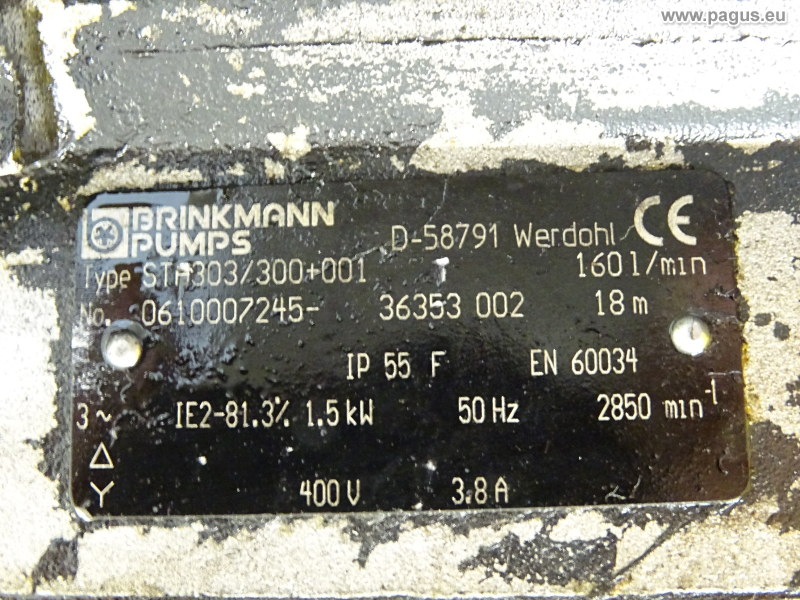 www.pagus.eu
BRINKMANN PUMPS D-58791 Werdohl CE
Type STA303/300+001 160 l/min
No. 0610007245- 36353 002 18 m
IP 55 F EN 60034
3~ IE2-81.3% 1.5 kW 50 Hz 2850 min⁻¹
△
Y 400 V 3.8 A